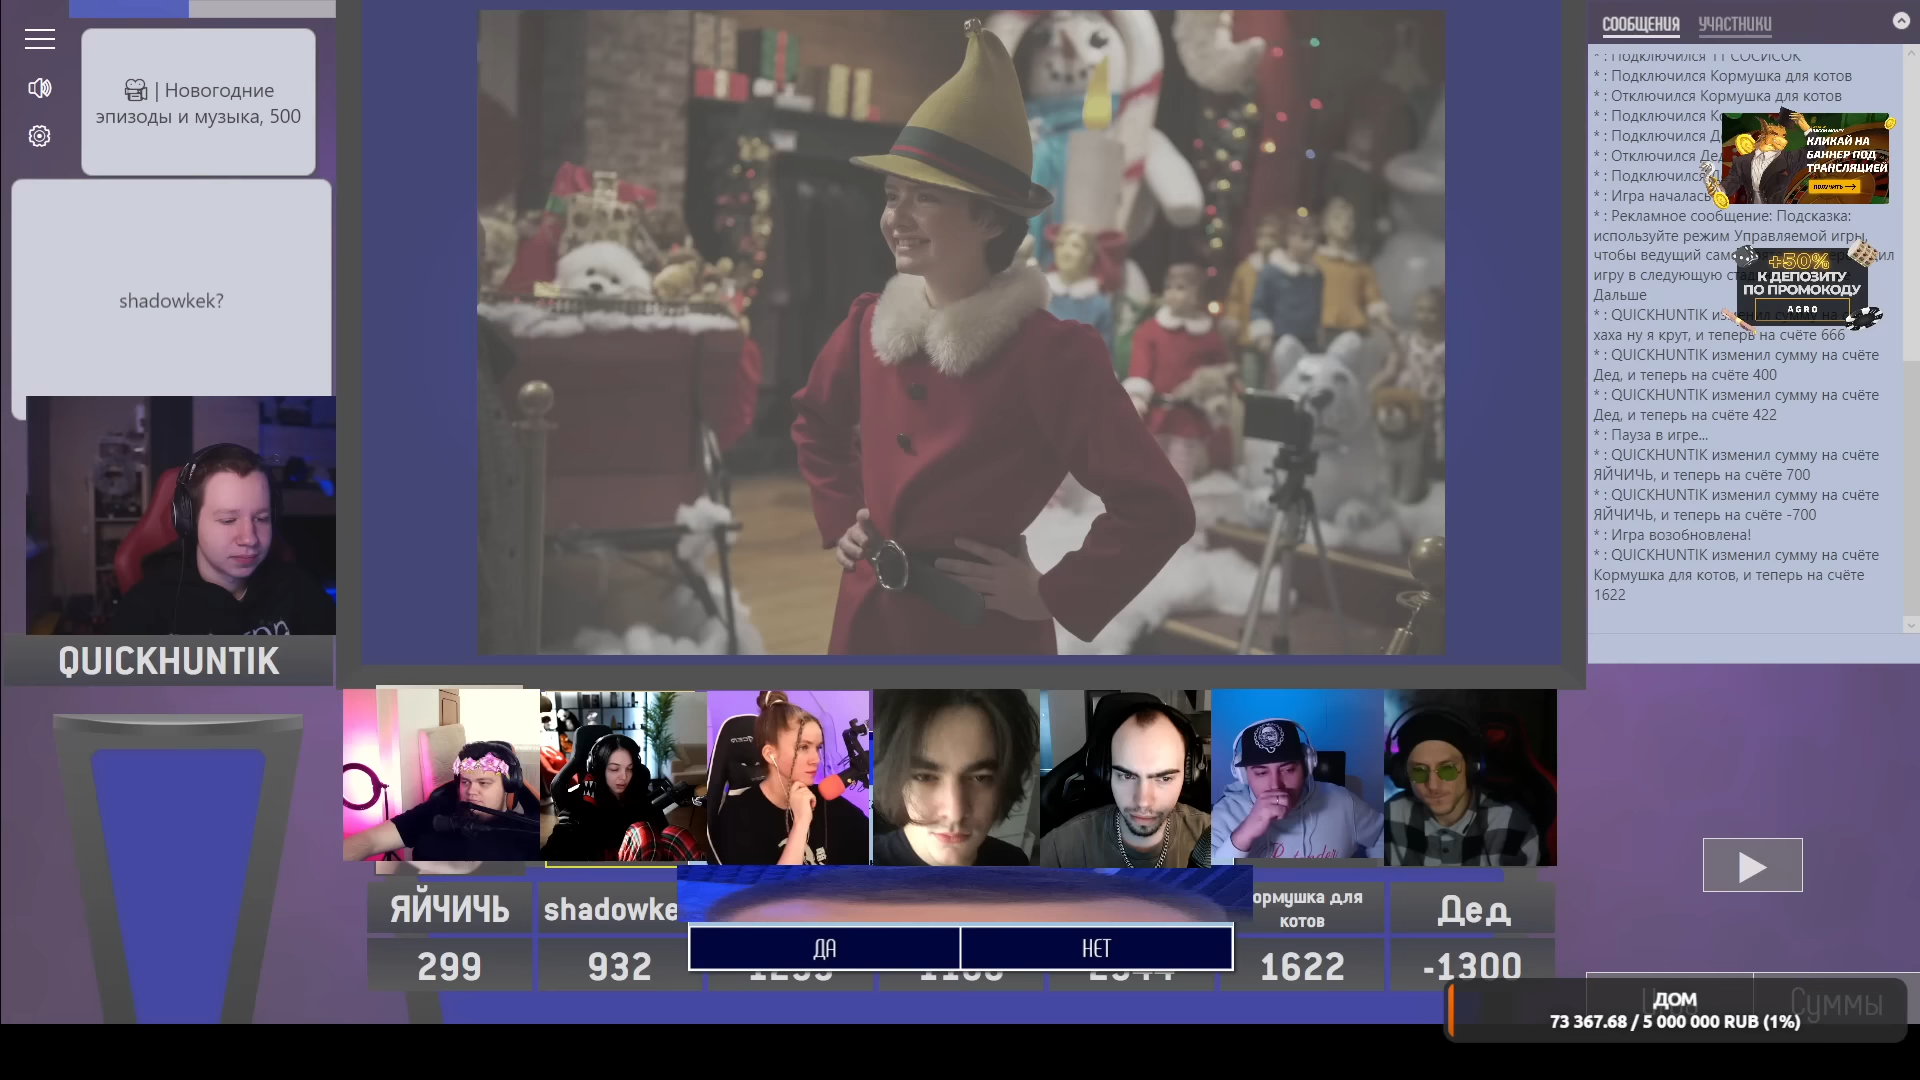 🎥 | Новогодние
эпизоды и музыка, 500
shadowkek?
QUICKHUNTIK
СООБЩЕНИЯ УЧАСТНИКИ
* : Подключился 11 СОСИСОК
* : Подключился Кормушка для котов
* : Отключился Кормушка для котов
* : Подключился
* : Подключился
* : Отключился
* : Подключился
* : Игра началась
* : Рекламное сообщение: Подсказка:
используйте режим Управляемой игры,
чтобы ведущий
игру в следующую
Дальше
* : QUICKHUNTIK
хаха ну я крут, и теперь на счёте 666
* : QUICKHUNTIK изменил сумму на счёте
Дед, и теперь на счёте 400
* : QUICKHUNTIK изменил сумму на счёте
Дед, и теперь на счёте 422
* : Пауза в игре...
* : QUICKHUNTIK изменил сумму на счёте
ЯЙЧИЧЬ, и теперь на счёте 700
* : QUICKHUNTIK изменил сумму на счёте
ЯЙЧИЧЬ, и теперь на счёте -700
* : Игра возобновлена!
* : QUICKHUNTIK изменил сумму на счёте
Кормушка для котов, и теперь на счёте
1622
КЛИКАЙ НА
БАННЕР ПОД
ТРАНСЛЯЦИЕЙ
ПОЛУЧИТЬ
+50%
К ДЕПОЗИТУ
ПО ПРОМОКОДУ
AGRO
ЯЙЧИЧЬ shadowke ормушка для котов Дед
299 932 1622 -1300
ДА НЕТ
Суммы
ДОМ
73 367.68 / 5 000 000 RUB (1%)